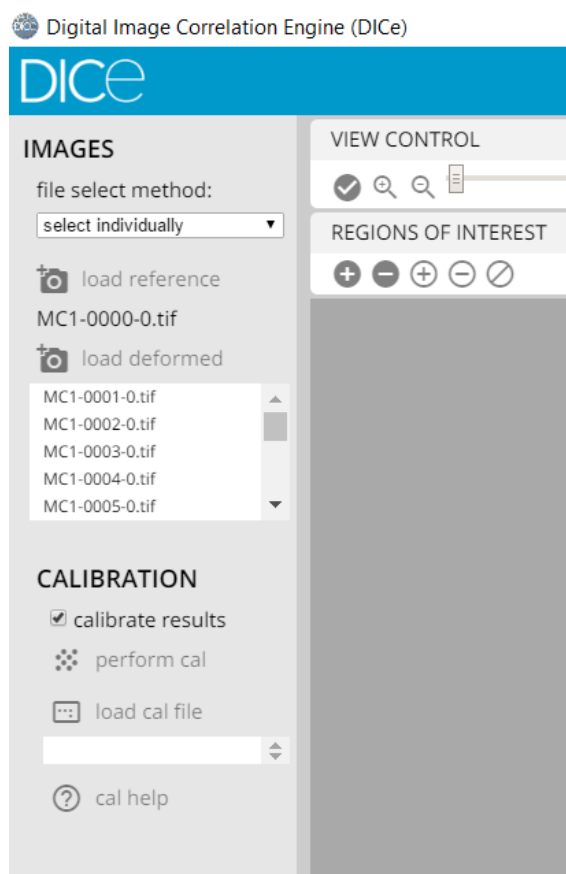 Digital Image Correlation Engine (DICe)
DICe
IMAGES
file select method:
select individually
load reference
MC1-0000-0.tif
load deformed
MC1-0001-0.tif
MC1-0002-0.tif
MC1-0003-0.tif
MC1-0004-0.tif
MC1-0005-0.tif
CALIBRATION
calibrate results
perform cal
load cal file
cal help
VIEW CONTROL
REGIONS OF INTEREST